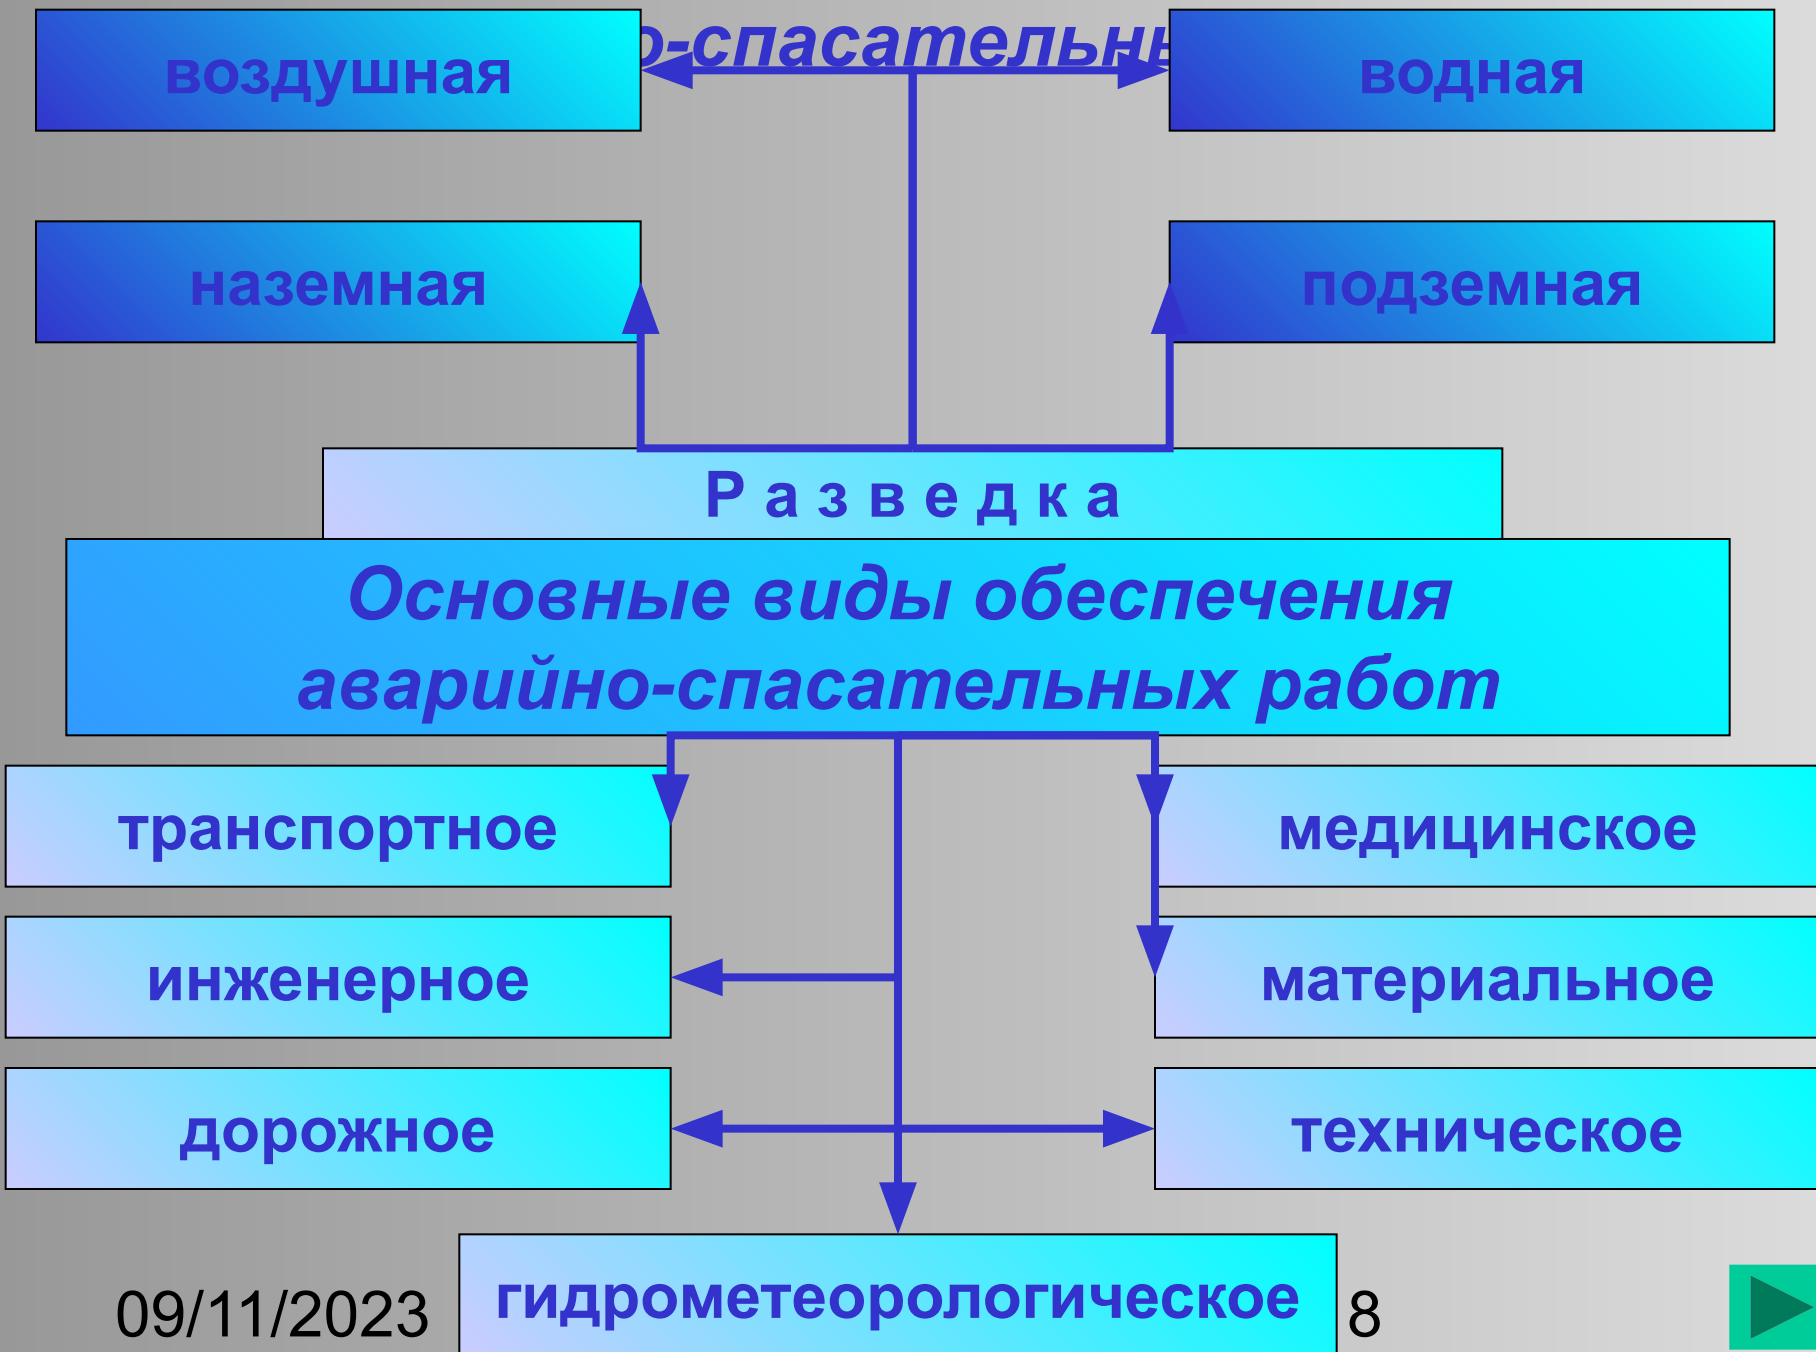 о-спасательн
воздушная
водная
наземная
подземная
Р а з в е д к а
Основные виды обеспечения
аварийно-спасательных работ
транспортное
медицинское
инженерное
материальное
дорожное
техническое
гидрометеорологическое
09/11/2023
8